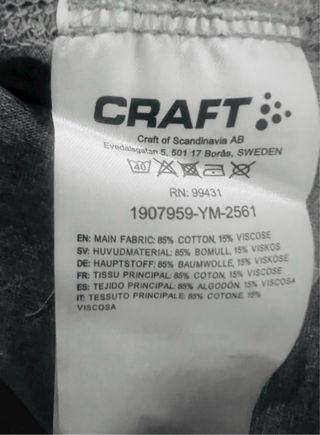 CRAFT
Craft of Scandinavia AB
Evedalsgatan 5, 501 17 Borås, SWEDEN
40
RN: 99431
1907959-YM-2561
EN: MAIN FABRIC: 85% COTTON, 15% VISCOSE
SV: HUVUDMATERIAL: 85% BOMULL, 15% VISKOS
DE: HAUPTSTOFF: 85% BAUMWOLLE, 15% VISKOSE
FR: TISSU PRINCIPAL: 85% COTON, 15% VISCOSE
ES: TEJIDO PRINCIPAL: 85% ALGODÓN, 15% VISCOSA
IT: TESSUTO PRINCIPALE: 85% COTONE, 15%
VISCOSA